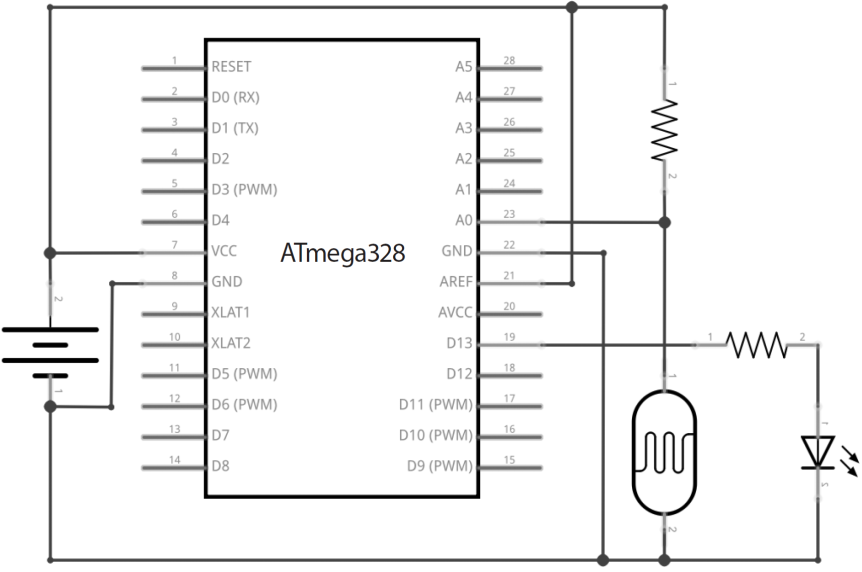 1 RESET
2 D0 (RX)
3 D1 (TX)
4 D2
5 D3 (PWM)
6 D4
7 VCC
8 GND
9 XLAT1
10 XLAT2
11 D5 (PWM)
12 D6 (PWM)
13 D7
14 D8
ATmega328
A5 28
A4 27
A3 26
A2 25
A1 24
A0 23
GND 22
AREF 21
AVCC 20
D13 19
D12 18
D11 (PWM) 17
D10 (PWM) 16
D9 (PWM) 15
2
1
1
2
1
2
1
2
1